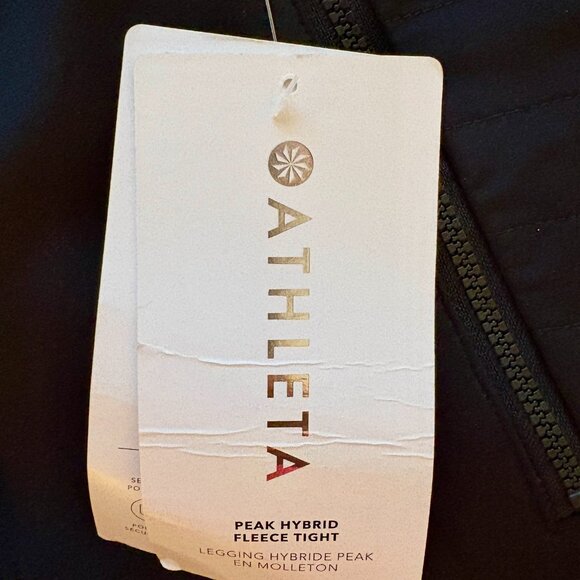 ATHLETA
PEAK HYBRID
FLEECE TIGHT
LEGGING HYBRIDE PEAK
EN MOLLETON